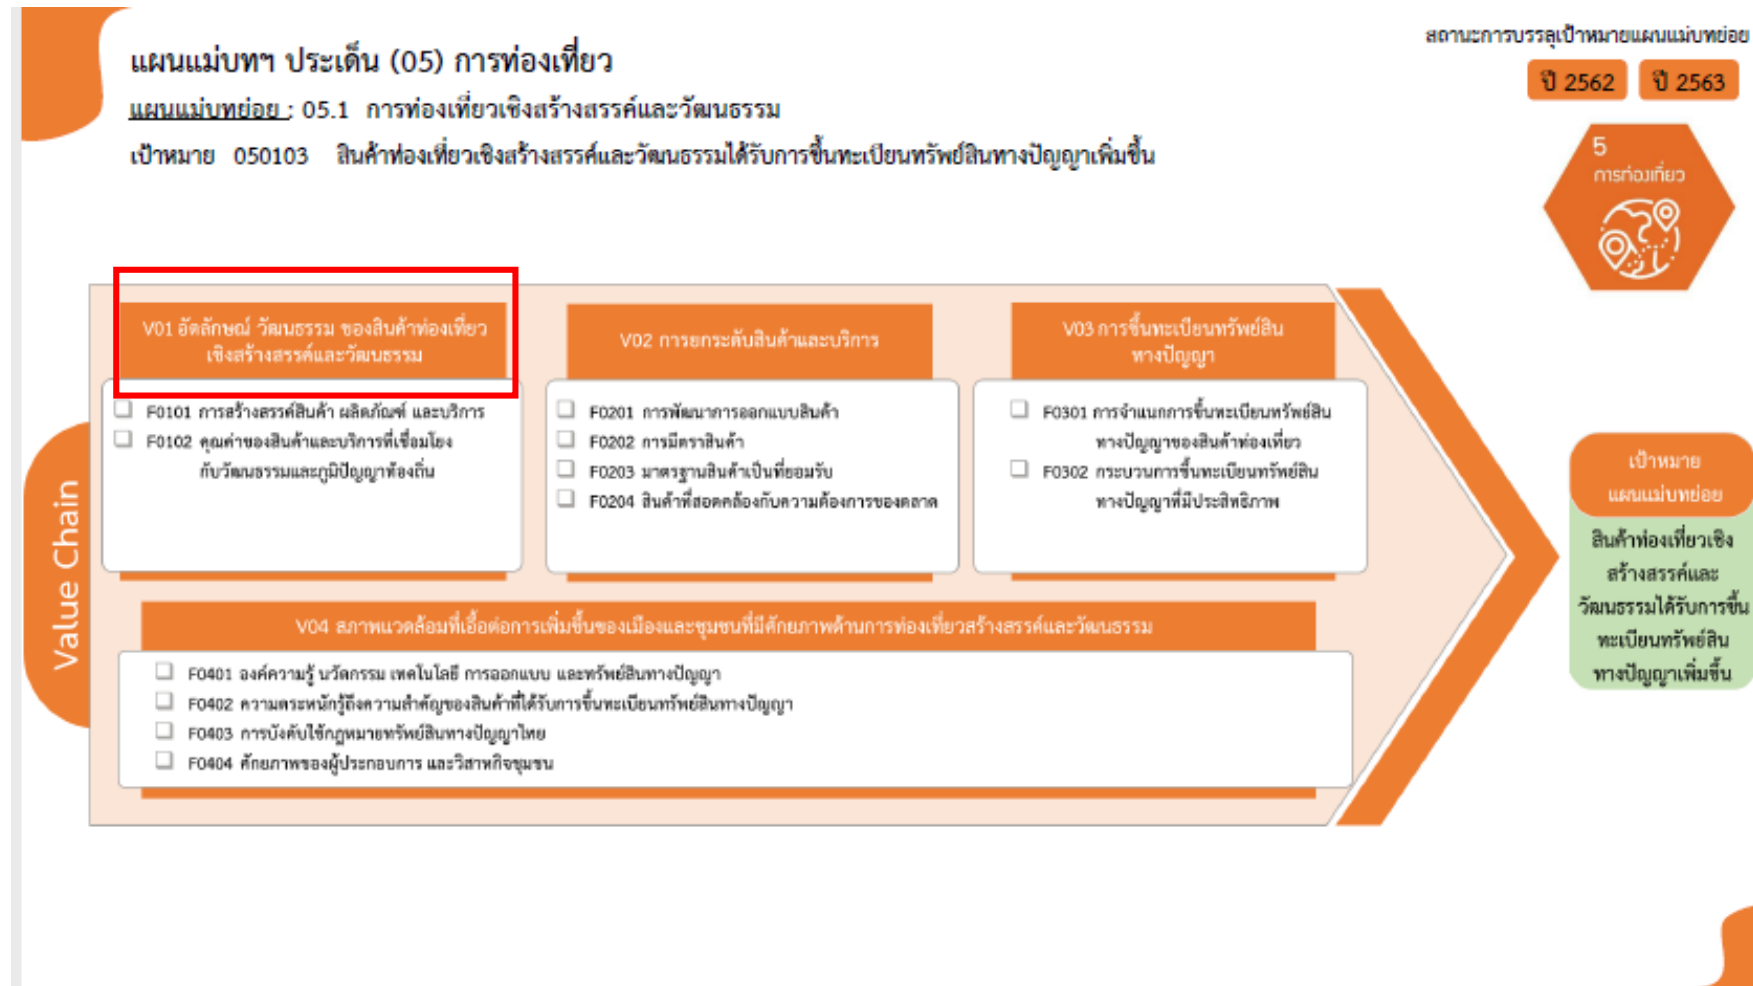 สถานะการบรรลุเป้าหมายแผนแม่บทย่อย
ปี 2562 ปี 2563
แผนแม่บทฯ ประเด็น (05) การท่องเที่ยว
แผนแม่บทย่อย : 05.1 การท่องเที่ยวเชิงสร้างสรรค์และวัฒนธรรม
เป้าหมาย 050103 สินค้าท่องเที่ยวเชิงสร้างสรรค์และวัฒนธรรมได้รับการขึ้นทะเบียนทรัพย์สินทางปัญญาเพิ่มขึ้น
5
การท่องเที่ยว
Value Chain
V01 อัตลักษณ์ วัฒนธรรม ของสินค้าท่องเที่ยว
เชิงสร้างสรรค์และวัฒนธรรม
F0101 การสร้างสรรค์สินค้า ผลิตภัณฑ์ และบริการ
F0102 คุณค่าของสินค้าและบริการที่เชื่อมโยง
กับวัฒนธรรมและภูมิปัญญาท้องถิ่น
V02 การยกระดับสินค้าและบริการ
F0201 การพัฒนาการออกแบบสินค้า
F0202 การมีตราสินค้า
F0203 มาตรฐานสินค้าเป็นที่ยอมรับ
F0204 สินค้าที่สอดคล้องกับความต้องการของตลาด
V03 การขึ้นทะเบียนทรัพย์สิน
ทางปัญญา
F0301 การจำแนกการขึ้นทะเบียนทรัพย์สิน
ทางปัญญาของสินค้าท่องเที่ยว
F0302 กระบวนการขึ้นทะเบียนทรัพย์สิน
ทางปัญญาที่มีประสิทธิภาพ
V04 สภาพแวดล้อมที่เอื้อต่อการเพิ่มขึ้นของเมืองและชุมชนที่มีศักยภาพด้านการท่องเที่ยวสร้างสรรค์และวัฒนธรรม
F0401 องค์ความรู้ นวัตกรรม เทคโนโลยี การออกแบบ และทรัพย์สินทางปัญญา
F0402 ความตระหนักรู้ถึงความสำคัญของสินค้าที่ได้รับการขึ้นทะเบียนทรัพย์สินทางปัญญา
F0403 การบังคับใช้กฎหมายทรัพย์สินทางปัญญาไทย
F0404 ศักยภาพของผู้ประกอบการ และวิสาหกิจชุมชน
เป้าหมาย
แผนแม่บทย่อย
สินค้าท่องเที่ยวเชิง
สร้างสรรค์และ
วัฒนธรรมได้รับการขึ้น
ทะเบียนทรัพย์สิน
ทางปัญญาเพิ่มขึ้น